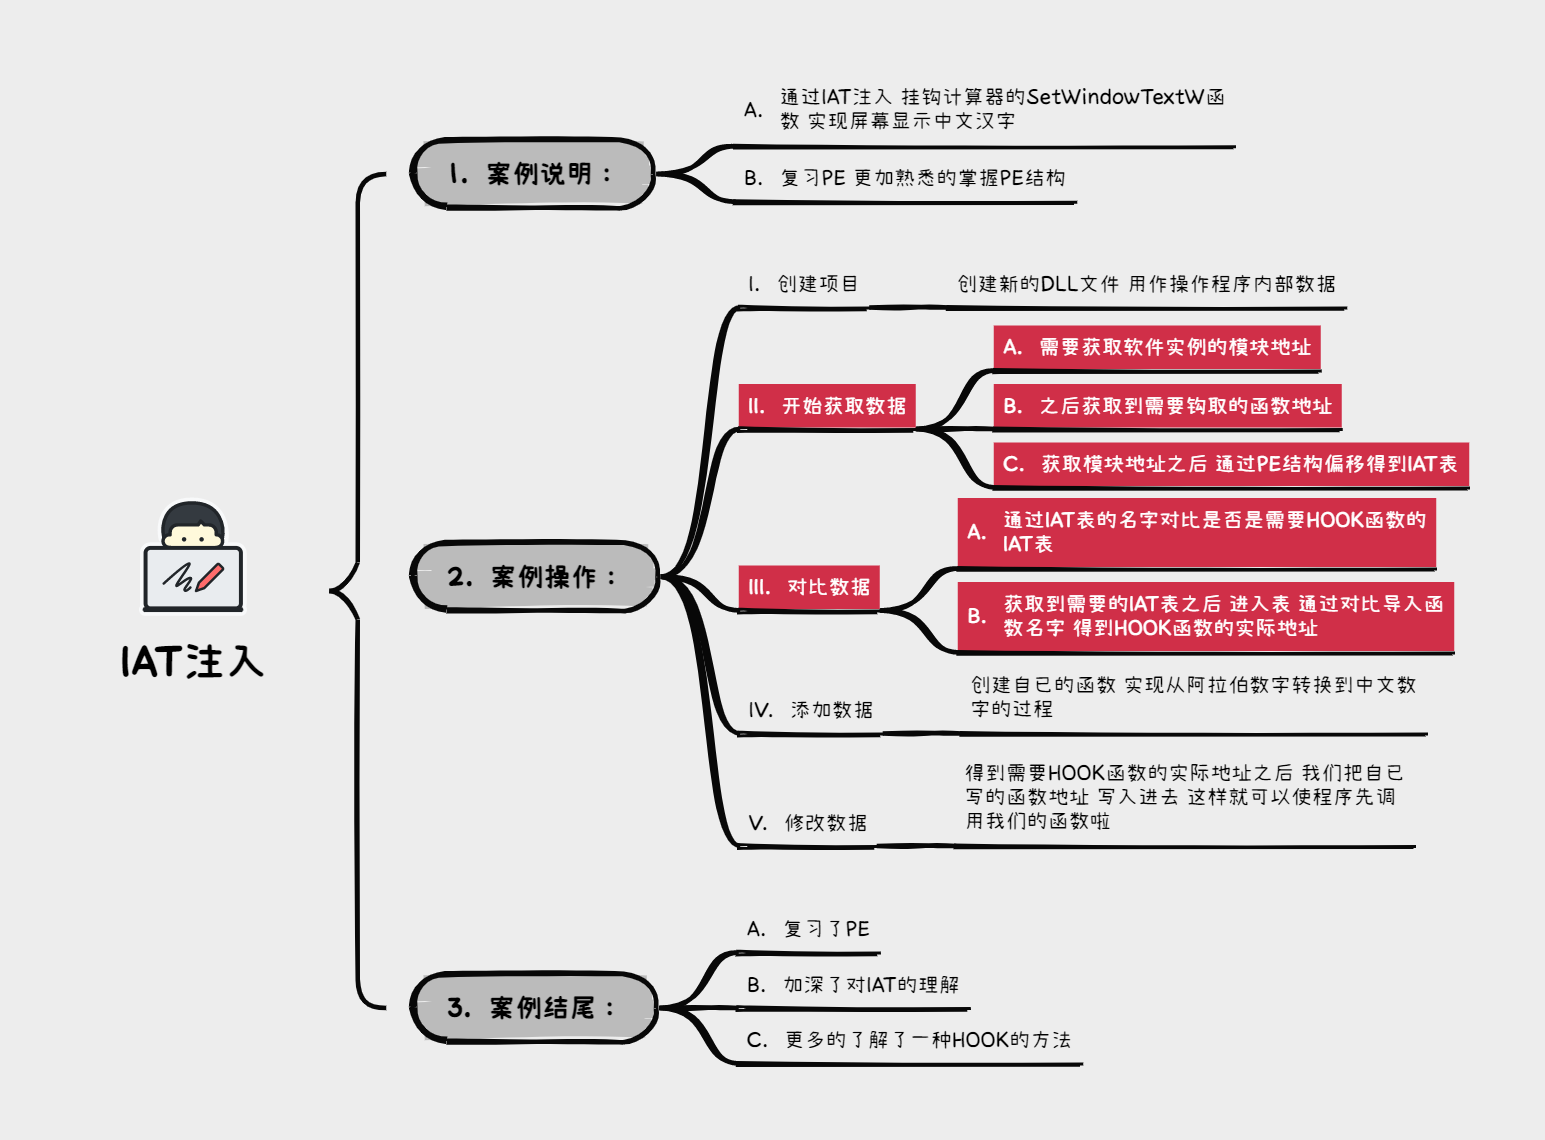 IAT注入
1. 案例说明：
A. 通过IAT注入 挂钩计算器的SetWindowTextW函
数 实现屏幕显示中文汉字
B. 复习PE 更加熟悉的掌握PE结构
2. 案例操作：
I. 创建项目
创建新的DLL文件 用作操作程序内部数据
II. 开始获取数据
A. 需要获取软件实例的模块地址
B. 之后获取到需要钩取的函数地址
C. 获取模块地址之后 通过PE结构偏移得到IAT表
III. 对比数据
A. 通过IAT表的名字对比是否是需要HOOK函数的
IAT表
B. 获取到需要的IAT表之后 进入表 通过对比导入函
数名字 得到HOOK函数的实际地址
IV. 添加数据
创建自已的函数 实现从阿拉伯数字转换到中文数
字的过程
V. 修改数据
得到需要HOOK函数的实际地址之后 我们把自已
写的函数地址 写入进去 这样就可以使程序先调
用我们的函数啦
3. 案例结尾：
A. 复习了PE
B. 加深了对IAT的理解
C. 更多的了解了一种HOOK的方法